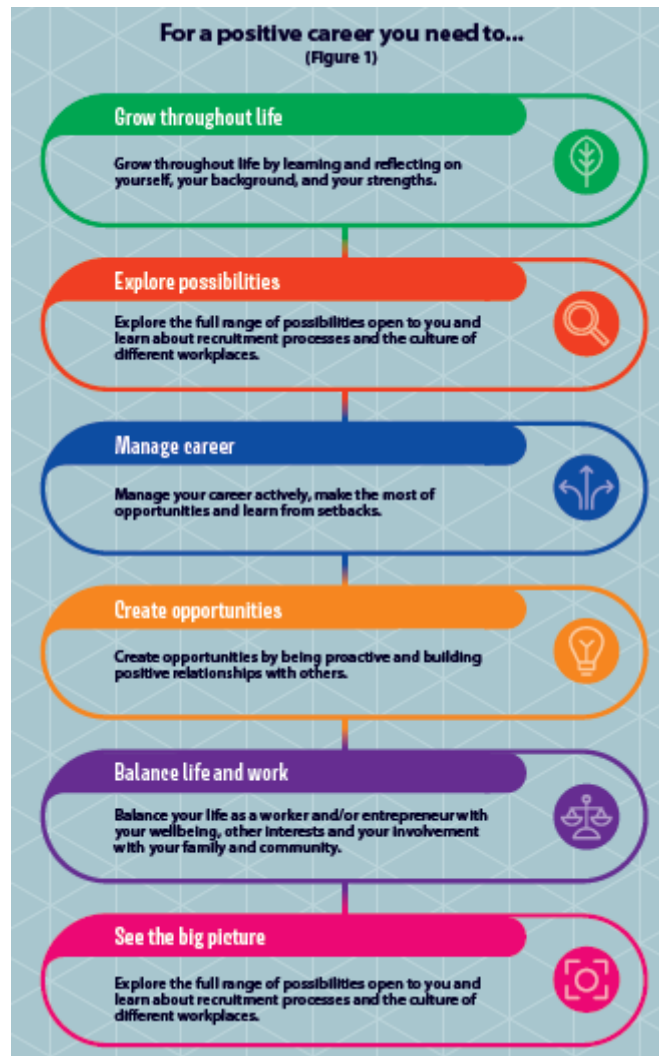 For a positive career you need to...
(Figure 1)
Grow throughout life
Grow throughout life by learning and reflecting on
yourself, your background, and your strengths.
Explore possibilities
Explore the full range of possibilities open to you and
learn about recruitment processes and the culture of
different workplaces.
Manage career
Manage your career actively, make the most of
opportunities and learn from setbacks.
Create opportunities
Create opportunities by being proactive and building
positive relationships with others.
Balance life and work
Balance your life as a worker and/or entrepreneur with
your wellbeing, other interests and your involvement
with your family and community.
See the big picture
Explore the full range of possibilities open to you and
learn about recruitment processes and the culture of
different workplaces.